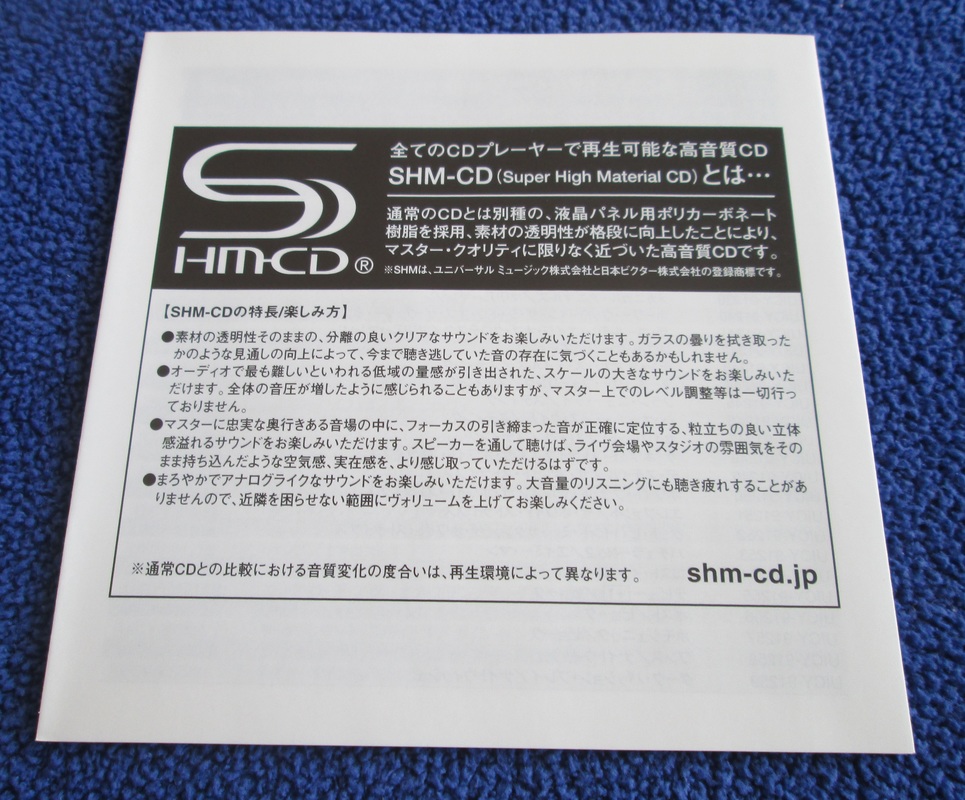 全てのCDプレーヤーで再生可能な高音質CD
SHM-CD (Super High Material CD) とは…
SHM-CD®
通常のCDとは別種の、液晶パネル用ポリカーボネート
樹脂を採用、素材の透明性が格段に向上したことにより、
マスター・クオリティに限りなく近づいた高音質CDです。
※SHMは、ユニバーサル ミュージック株式会社と日本ビクター株式会社の登録商標です。
【SHM-CDの特長/楽しみ方】
●素材の透明性そのままの、分離の良いクリアなサウンドをお楽しみいただけます。ガラスの曇りを拭き取った
かのような見通しの向上によって、今まで聴き逃していた音の存在に気づくこともあるかもしれません。
●オーディオで最も難しいといわれる低域の量感が引き出された、スケールの大きなサウンドをお楽しみいた
だけます。全体の音圧が増したように感じられることもありますが、マスター上でのレベル調整等は一切行っ
ておりません。
●マスターに忠実な奥行きある音場の中に、フォーカスの引き締まった音が正確に定位する、粒立ちの良い立体
感溢れるサウンドをお楽しみいただけます。スピーカーを通して聴けば、ライヴ会場やスタジオの雰囲気をその
まま持ち込んだような空気感、実在感を、より感じ取っていただけるはずです。
●まろやかでアナログライクなサウンドをお楽しみいただけます。大音量のリスニングにも聴き疲れすることがあ
りませんので、近隣を困らせない範囲にヴォリュームを上げてお楽しみください。
※通常CDとの比較における音質変化の度合いは、再生環境によって異なります。
shm-cd.jp